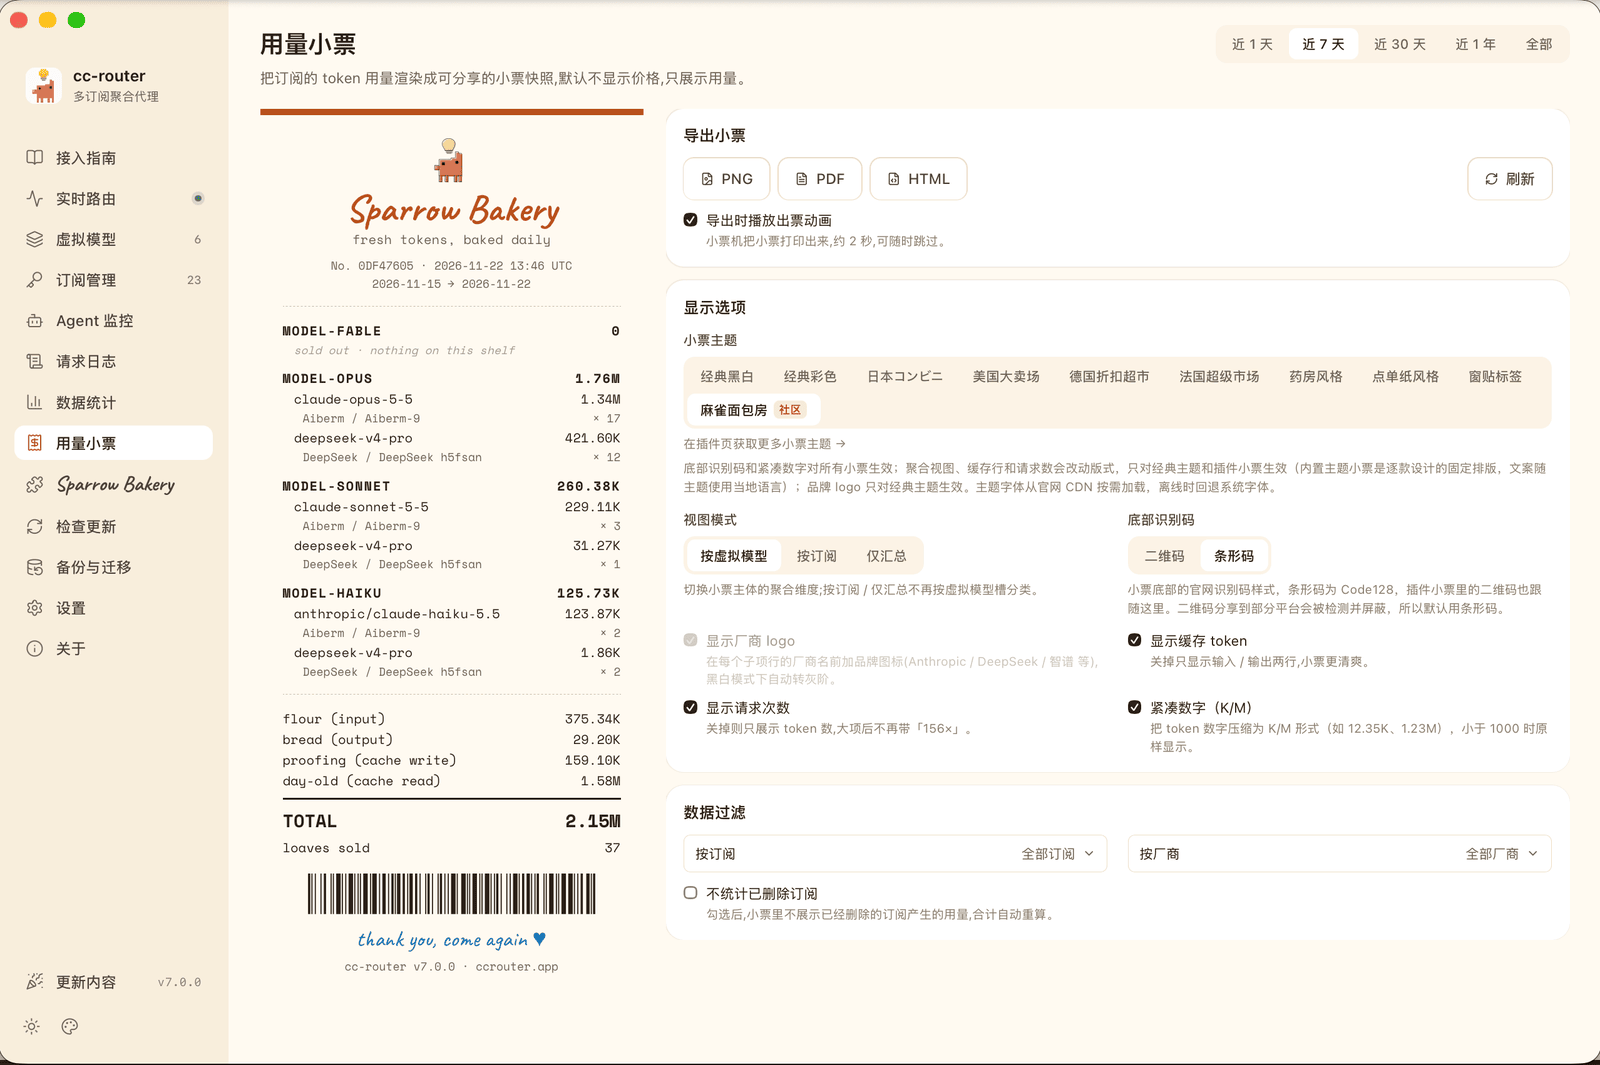 cc-router
多订阅聚合代理
接入指南
实时路由
虚拟模型 6
订阅管理 23
Agent 监控
请求日志
数据统计
用量小票
Sparrow Bakery
检查更新
备份与迁移
设置
关于
更新内容 v7.0.0
用量小票
把订阅的 token 用量渲染成可分享的小票快照,默认不显示价格,只展示用量。
近 1 天 近 7 天 近 30 天 近 1 年 全部
Sparrow Bakery
fresh tokens, baked daily
No. 0DF47605 · 2026-11-22 13:46 UTC
2026-11-15 → 2026-11-22
MODEL-FABLE 0
sold out · nothing on this shelf
MODEL-OPUS 1.76M
claude-opus-5-5 1.34M
Aiberm / Aiberm-9 × 17
deepseek-v4-pro 421.60K
DeepSeek / DeepSeek h5fsan × 12
MODEL-SONNET 260.38K
claude-sonnet-5-5 229.11K
Aiberm / Aiberm-9 × 3
deepseek-v4-pro 31.27K
DeepSeek / DeepSeek h5fsan × 1
MODEL-HAIKU 125.73K
anthropic/claude-haiku-5.5 123.87K
Aiberm / Aiberm-9 × 2
deepseek-v4-pro 1.86K
DeepSeek / DeepSeek h5fsan × 2
flour (input) 375.34K
bread (output) 29.20K
proofing (cache write) 159.10K
day-old (cache read) 1.58M
TOTAL 2.15M
loaves sold 37
thank you, come again ♥
cc-router v7.0.0 · ccrouter.app
导出小票
PNG PDF HTML 刷新
导出时播放出票动画
小票机把小票打印出来,约 2 秒,可随时跳过。
显示选项
小票主题
经典黑白 经典彩色 日本コンビニ 美国大卖场 德国折扣超市 法国超级市场 药房风格 点单纸风格 窗贴标签
麻雀面包房 社区
在插件页获取更多小票主题 →
底部识别码和紧凑数字对所有小票生效；聚合视图、缓存行和请求数会改动版式，只对经典主题和插件小票生效（内置主题小票是逐款设计的固定排版，文案随
主题使用当地语言）；品牌 logo 只对经典主题生效。主题字体从官网 CDN 按需加载，离线时回退系统字体。
视图模式
按虚拟模型 按订阅 仅汇总
切换小票主体的聚合维度;按订阅 / 仅汇总不再按虚拟模型槽分类。
底部识别码
二维码 条形码
小票底部的官网识别码样式，条形码为 Code128，插件小票里的二维码也跟
随这里。二维码分享到部分平台会被检测并屏蔽，所以默认用条形码。
显示厂商 logo
在每个子项行的厂商名前加品牌图标(Anthropic / DeepSeek / 智谱 等),
黑白模式下自动转灰阶。
显示缓存 token
关掉只显示输入 / 输出两行,小票更清爽。
显示请求次数
关掉则只展示 token 数,大项后不再带「156×」。
紧凑数字（K/M）
把 token 数字压缩为 K/M 形式（如 12.35K、1.23M），小于 1000 时原
样显示。
数据过滤
按订阅 全部订阅
按厂商 全部厂商
不统计已删除订阅
勾选后,小票里不展示已经删除的订阅产生的用量,合计自动重算。